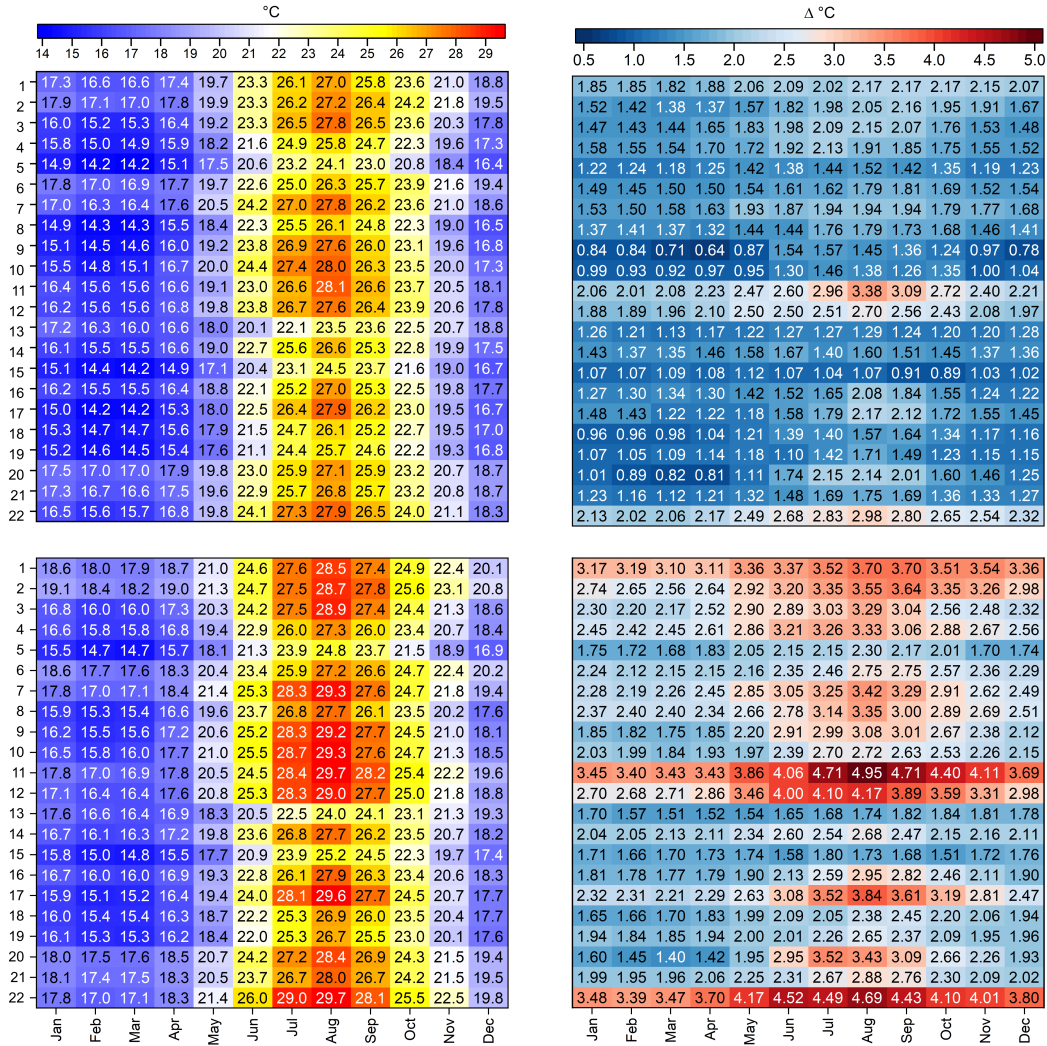 °C
14 15 16 17 18 19 20 21 22 23 24 25 26 27 28 29
Δ °C
0.5 1.0 1.5 2.0 2.5 3.0 3.5 4.0 4.5 5.0
1 17.3 16.6 16.6 17.4 19.7 23.3 26.1 27.0 25.8 23.6 21.0 18.8
2 17.9 17.1 17.0 17.8 19.9 23.3 26.2 27.2 26.4 24.2 21.8 19.5
3 16.0 15.2 15.3 16.4 19.2 23.3 26.5 27.8 26.5 23.6 20.3 17.8
4 15.8 15.0 14.9 15.9 18.2 21.6 24.9 25.8 24.7 22.3 19.6 17.3
5 14.9 14.2 14.2 15.1 17.5 20.6 23.2 24.1 23.0 20.8 18.4 16.4
6 17.8 17.0 16.9 17.7 19.7 22.6 25.0 26.3 25.7 23.9 21.6 19.4
7 17.0 16.3 16.4 17.6 20.5 24.2 27.0 27.8 26.2 23.6 21.0 18.6
8 14.9 14.3 14.3 15.5 18.4 22.3 25.5 26.1 24.8 22.3 19.0 16.5
9 15.1 14.5 14.6 16.0 19.2 23.8 26.9 27.6 26.0 23.1 19.6 16.8
10 15.5 14.8 15.1 16.7 20.0 24.4 27.4 28.0 26.3 23.5 20.0 17.3
11 16.4 15.6 15.6 16.6 19.1 23.0 26.6 28.1 26.6 23.7 20.5 18.1
12 16.2 15.6 15.6 16.8 19.8 23.8 26.7 27.6 26.4 23.9 20.6 17.8
13 17.2 16.3 16.0 16.6 18.0 20.1 22.1 23.5 23.6 22.5 20.7 18.8
14 16.1 15.5 15.5 16.6 19.0 22.7 25.6 26.6 25.3 22.8 19.9 17.5
15 15.1 14.4 14.2 14.9 17.1 20.4 23.1 24.5 23.7 21.6 19.0 16.7
16 16.2 15.5 15.5 16.4 18.8 22.1 25.2 27.0 25.3 22.5 19.8 17.7
17 15.0 14.2 14.2 15.3 18.0 22.5 26.4 27.9 26.2 23.0 19.5 16.7
18 15.3 14.7 14.7 15.6 17.9 21.5 24.7 26.1 25.2 22.7 19.5 17.0
19 15.2 14.6 14.5 15.4 17.6 21.1 24.4 25.7 24.6 22.2 19.3 16.8
20 17.5 17.0 17.0 17.9 19.8 23.0 25.9 27.1 25.9 23.2 20.7 18.7
21 17.3 16.7 16.6 17.5 19.6 22.9 25.7 26.8 25.7 23.2 20.8 18.7
22 16.5 15.6 15.7 16.8 19.8 24.1 27.3 27.9 26.5 24.0 21.1 18.3
1.85 1.85 1.82 1.88 2.06 2.09 2.02 2.17 2.17 2.17 2.15 2.07
1.52 1.42 1.38 1.37 1.57 1.82 1.98 2.05 2.16 1.95 1.91 1.67
1.47 1.43 1.44 1.65 1.83 1.98 2.09 2.15 2.07 1.76 1.53 1.48
1.58 1.55 1.54 1.70 1.72 1.92 2.13 1.91 1.85 1.75 1.55 1.52
1.22 1.24 1.18 1.25 1.42 1.38 1.44 1.52 1.42 1.35 1.19 1.23
1.49 1.45 1.50 1.50 1.54 1.61 1.62 1.79 1.81 1.69 1.52 1.54
1.53 1.50 1.58 1.63 1.93 1.87 1.94 1.94 1.94 1.79 1.77 1.68
1.37 1.41 1.37 1.32 1.44 1.44 1.76 1.79 1.73 1.68 1.46 1.41
0.84 0.84 0.71 0.64 0.87 1.54 1.57 1.45 1.36 1.24 0.97 0.78
0.99 0.93 0.92 0.97 0.95 1.30 1.46 1.38 1.26 1.35 1.00 1.04
2.06 2.01 2.08 2.23 2.47 2.60 2.96 3.38 3.09 2.72 2.40 2.21
1.88 1.89 1.96 2.10 2.50 2.50 2.51 2.70 2.56 2.43 2.08 1.97
1.26 1.21 1.13 1.17 1.22 1.27 1.27 1.29 1.24 1.20 1.20 1.28
1.43 1.37 1.35 1.46 1.58 1.67 1.40 1.60 1.51 1.45 1.37 1.36
1.07 1.07 1.09 1.08 1.12 1.07 1.04 1.07 0.91 0.89 1.03 1.02
1.27 1.30 1.34 1.30 1.42 1.52 1.65 2.08 1.84 1.55 1.24 1.22
1.48 1.43 1.22 1.22 1.18 1.58 1.79 2.17 2.12 1.72 1.55 1.45
0.96 0.96 0.98 1.04 1.21 1.39 1.40 1.57 1.64 1.34 1.17 1.16
1.07 1.05 1.09 1.14 1.18 1.10 1.42 1.71 1.49 1.23 1.15 1.15
1.01 0.89 0.82 0.81 1.11 1.74 2.15 2.14 2.01 1.60 1.46 1.25
1.23 1.16 1.12 1.21 1.32 1.48 1.69 1.75 1.69 1.36 1.33 1.27
2.13 2.02 2.06 2.17 2.49 2.68 2.83 2.98 2.80 2.65 2.54 2.32
1 18.6 18.0 17.9 18.7 21.0 24.6 27.6 28.5 27.4 24.9 22.4 20.1
2 19.1 18.4 18.2 19.0 21.3 24.7 27.5 28.7 27.8 25.6 23.1 20.8
3 16.8 16.0 16.0 17.3 20.3 24.2 27.5 28.9 27.4 24.4 21.3 18.6
4 16.6 15.8 15.8 16.8 19.4 22.9 26.0 27.3 26.0 23.4 20.7 18.4
5 15.5 14.7 14.7 15.7 18.1 21.3 23.9 24.8 23.7 21.5 18.9 16.9
6 18.6 17.7 17.6 18.3 20.4 23.4 25.9 27.2 26.6 24.7 22.4 20.2
7 17.8 17.0 17.1 18.4 21.4 25.3 28.3 29.3 27.6 24.7 21.8 19.4
8 15.9 15.3 15.4 16.6 19.6 23.7 26.8 27.7 26.1 23.5 20.2 17.6
9 16.2 15.5 15.6 17.2 20.6 25.2 28.3 29.2 27.7 24.5 21.0 18.1
10 16.5 15.8 16.0 17.7 21.0 25.5 28.7 29.3 27.6 24.7 21.3 18.5
11 17.8 17.0 16.9 17.8 20.5 24.5 28.4 29.7 28.2 25.4 22.2 19.6
12 17.1 16.4 16.4 17.6 20.8 25.3 28.3 29.0 27.7 25.0 21.8 18.8
13 17.6 16.6 16.4 16.9 18.3 20.5 22.5 24.0 24.1 23.1 21.3 19.3
14 16.7 16.1 16.3 17.2 19.8 23.6 26.8 27.7 26.2 23.5 20.7 18.2
15 15.8 15.0 14.8 15.5 17.7 20.9 23.9 25.2 24.5 22.3 19.7 17.4
16 16.7 16.0 16.0 16.9 19.3 22.8 26.1 27.9 26.3 23.4 20.6 18.3
17 15.9 15.1 15.2 16.4 19.4 24.0 28.1 29.6 27.7 24.5 20.7 17.7
18 16.0 15.4 15.4 16.3 18.7 22.2 25.3 26.9 26.0 23.5 20.4 17.7
19 16.1 15.3 15.3 16.2 18.4 22.0 25.3 26.7 25.5 23.0 20.1 17.6
20 18.0 17.5 17.6 18.5 20.7 24.2 27.2 28.4 26.9 24.3 21.5 19.4
21 18.1 17.4 17.5 18.3 20.5 23.7 26.7 28.0 26.7 24.2 21.5 19.5
22 17.8 17.0 17.1 18.3 21.4 26.0 29.0 29.7 28.1 25.5 22.5 19.8
Jan Feb Mar Apr May Jun Jul Aug Sep Oct Nov Dec
3.17 3.19 3.10 3.11 3.36 3.37 3.52 3.70 3.70 3.51 3.54 3.36
2.74 2.65 2.56 2.64 2.92 3.20 3.35 3.55 3.64 3.35 3.26 2.98
2.30 2.20 2.17 2.52 2.90 2.89 3.03 3.29 3.04 2.56 2.48 2.32
2.45 2.42 2.45 2.61 2.86 3.21 3.26 3.33 3.06 2.88 2.67 2.56
1.75 1.72 1.68 1.83 2.05 2.15 2.15 2.30 2.17 2.01 1.70 1.74
2.24 2.12 2.15 2.15 2.16 2.35 2.46 2.75 2.75 2.57 2.36 2.29
2.28 2.19 2.26 2.45 2.85 3.05 3.25 3.42 3.29 2.91 2.62 2.49
2.37 2.40 2.40 2.34 2.66 2.78 3.14 3.35 3.00 2.89 2.69 2.51
1.85 1.82 1.75 1.85 2.20 2.91 2.99 3.08 3.01 2.67 2.38 2.12
2.03 1.99 1.84 1.93 1.97 2.39 2.70 2.72 2.63 2.53 2.26 2.15
3.45 3.40 3.43 3.43 3.86 4.06 4.71 4.95 4.71 4.40 4.11 3.69
2.70 2.68 2.71 2.86 3.46 4.00 4.10 4.17 3.89 3.59 3.31 2.98
1.70 1.57 1.51 1.52 1.54 1.65 1.68 1.74 1.82 1.84 1.81 1.78
2.04 2.05 2.13 2.11 2.34 2.60 2.54 2.68 2.47 2.15 2.16 2.11
1.71 1.66 1.70 1.73 1.74 1.58 1.80 1.73 1.68 1.51 1.72 1.76
1.81 1.78 1.77 1.79 1.90 2.13 2.59 2.95 2.82 2.46 2.11 1.90
2.32 2.31 2.21 2.29 2.63 3.08 3.52 3.84 3.61 3.19 2.81 2.47
1.65 1.66 1.70 1.83 1.99 2.09 2.05 2.38 2.45 2.20 2.06 1.94
1.94 1.84 1.85 1.94 2.00 2.01 2.26 2.65 2.37 2.09 1.95 1.96
1.60 1.45 1.40 1.42 1.95 2.95 3.52 3.43 3.09 2.66 2.26 1.93
1.99 1.95 1.96 2.06 2.25 2.31 2.67 2.88 2.76 2.30 2.09 2.02
3.48 3.39 3.47 3.70 4.17 4.52 4.49 4.69 4.43 4.10 4.01 3.80
Jan Feb Mar Apr May Jun Jul Aug Sep Oct Nov Dec